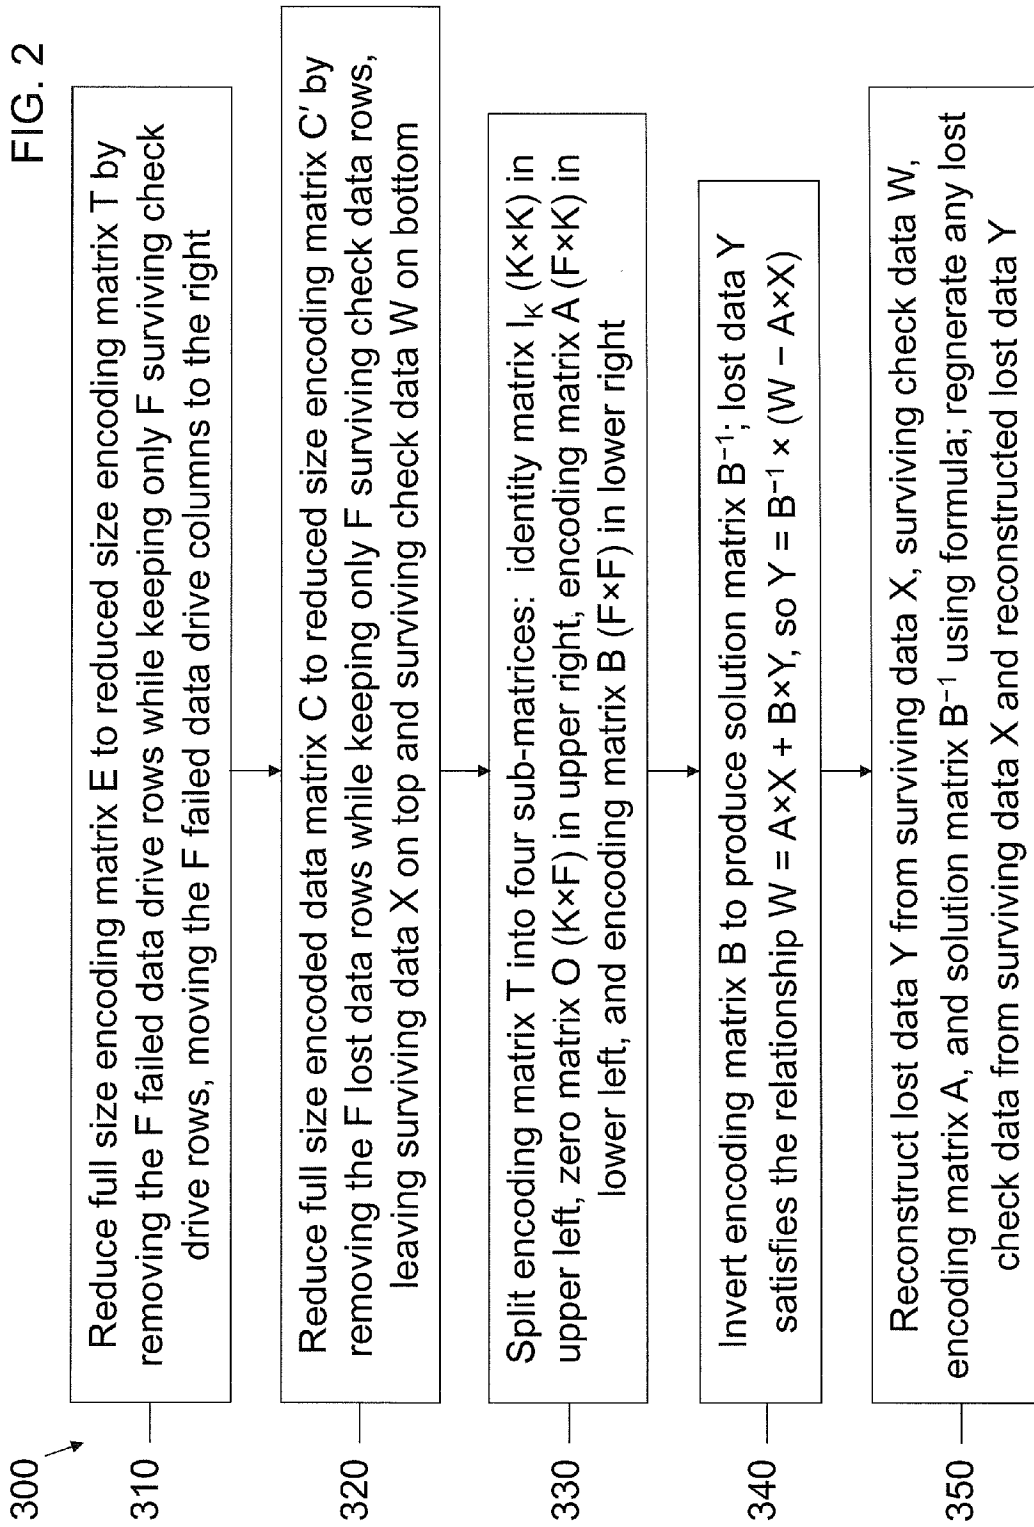 FIG. 2
300
310
Reduce full size encoding matrix E to reduced size encoding matrix T by
removing the F failed data drive rows while keeping only F surviving check
drive rows, moving the F failed data drive columns to the right
320
Reduce full size encoded data matrix C to reduced size encoding matrix C′ by
removing the F lost data rows while keeping only F surviving check data rows,
leaving surviving data X on top and surviving check data W on bottom
330
Split encoding matrix T into four sub-matrices: identity matrix I_K (K×K) in
upper left, zero matrix O (K×F) in upper right, encoding matrix A (F×K) in
lower left, and encoding matrix B (F×F) in lower right
340
Invert encoding matrix B to produce solution matrix B⁻¹; lost data Y
satisfies the relationship W = A×X + B×Y, so Y = B⁻¹ × (W – A×X)
350
Reconstruct lost data Y from surviving data X, surviving check data W,
encoding matrix A, and solution matrix B⁻¹ using formula; regnerate any lost
check data from surviving data X and reconstructed lost data Y